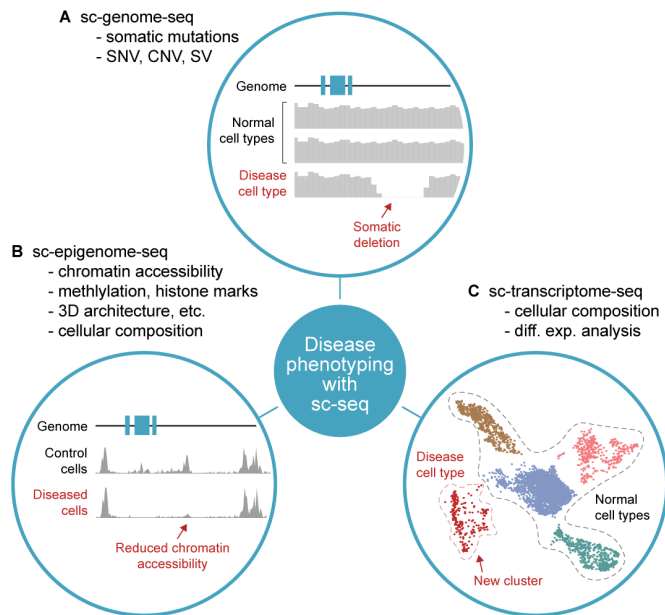 A sc-genome-seq
- somatic mutations
- SNV, CNV, SV
Genome
Normal
cell types
Disease
cell type
Somatic
deletion
B sc-epigenome-seq
- chromatin accessibility
- methlylation, histone marks
- 3D architecture, etc.
- cellular composition
Genome
Control
cells
Diseased
cells
Reduced chromatin
accessibility
Disease
phenotyping
with
sc-seq
C sc-transcriptome-seq
- cellular composition
- diff. exp. analysis
Disease
cell type
Normal
cell types
New cluster